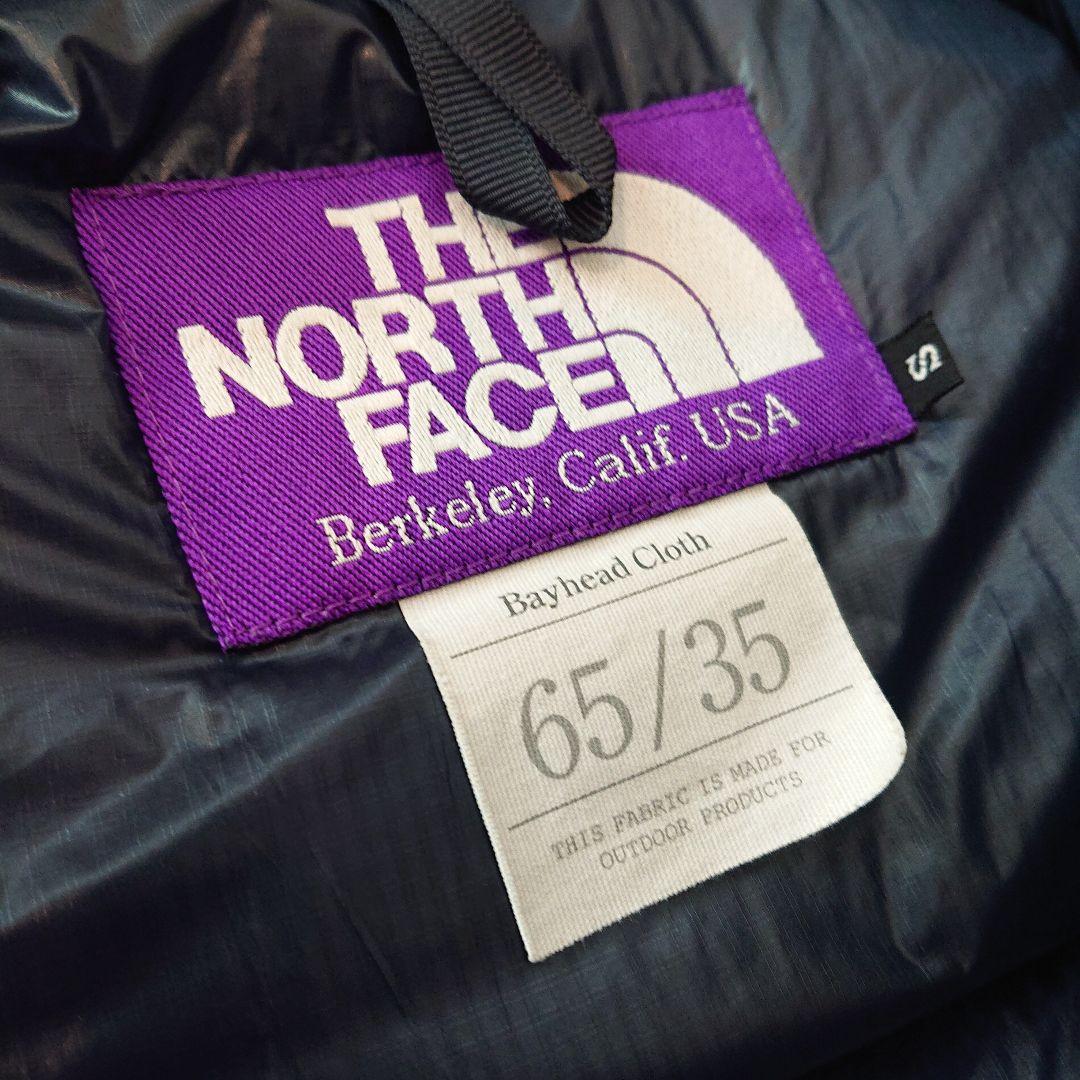 THE
NORTH
FACE
Berkeley, Calif. USA
S
Bayhead Cloth
65/35
THIS FABRIC IS MADE FOR
OUTDOOR PRODUCTS